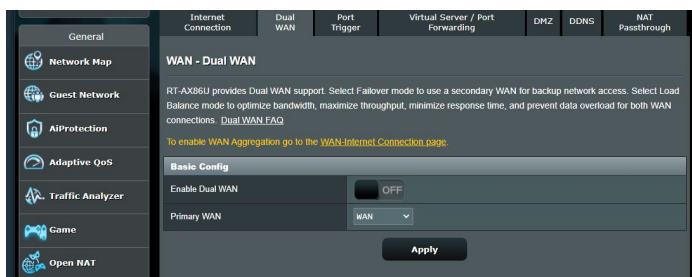 Internet Connection
Dual WAN
Port Trigger
Virtual Server / Port Forwarding
DMZ
DDNS
NAT Passthrough
General
Network Map
Guest Network
AiProtection
Adaptive QoS
Traffic Analyzer
Game
Open NAT
WAN - Dual WAN
RT-AX86U provides Dual WAN support. Select Failover mode to use a secondary WAN for backup network access. Select Load
Balance mode to optimize bandwidth, maximize throughput, minimize response time, and prevent data overload for both WAN
connections. Dual WAN FAQ
To enable WAN Aggregation go to the WAN-Internet Connection page.
Basic Config
Enable Dual WAN
OFF
Primary WAN
WAN
Apply